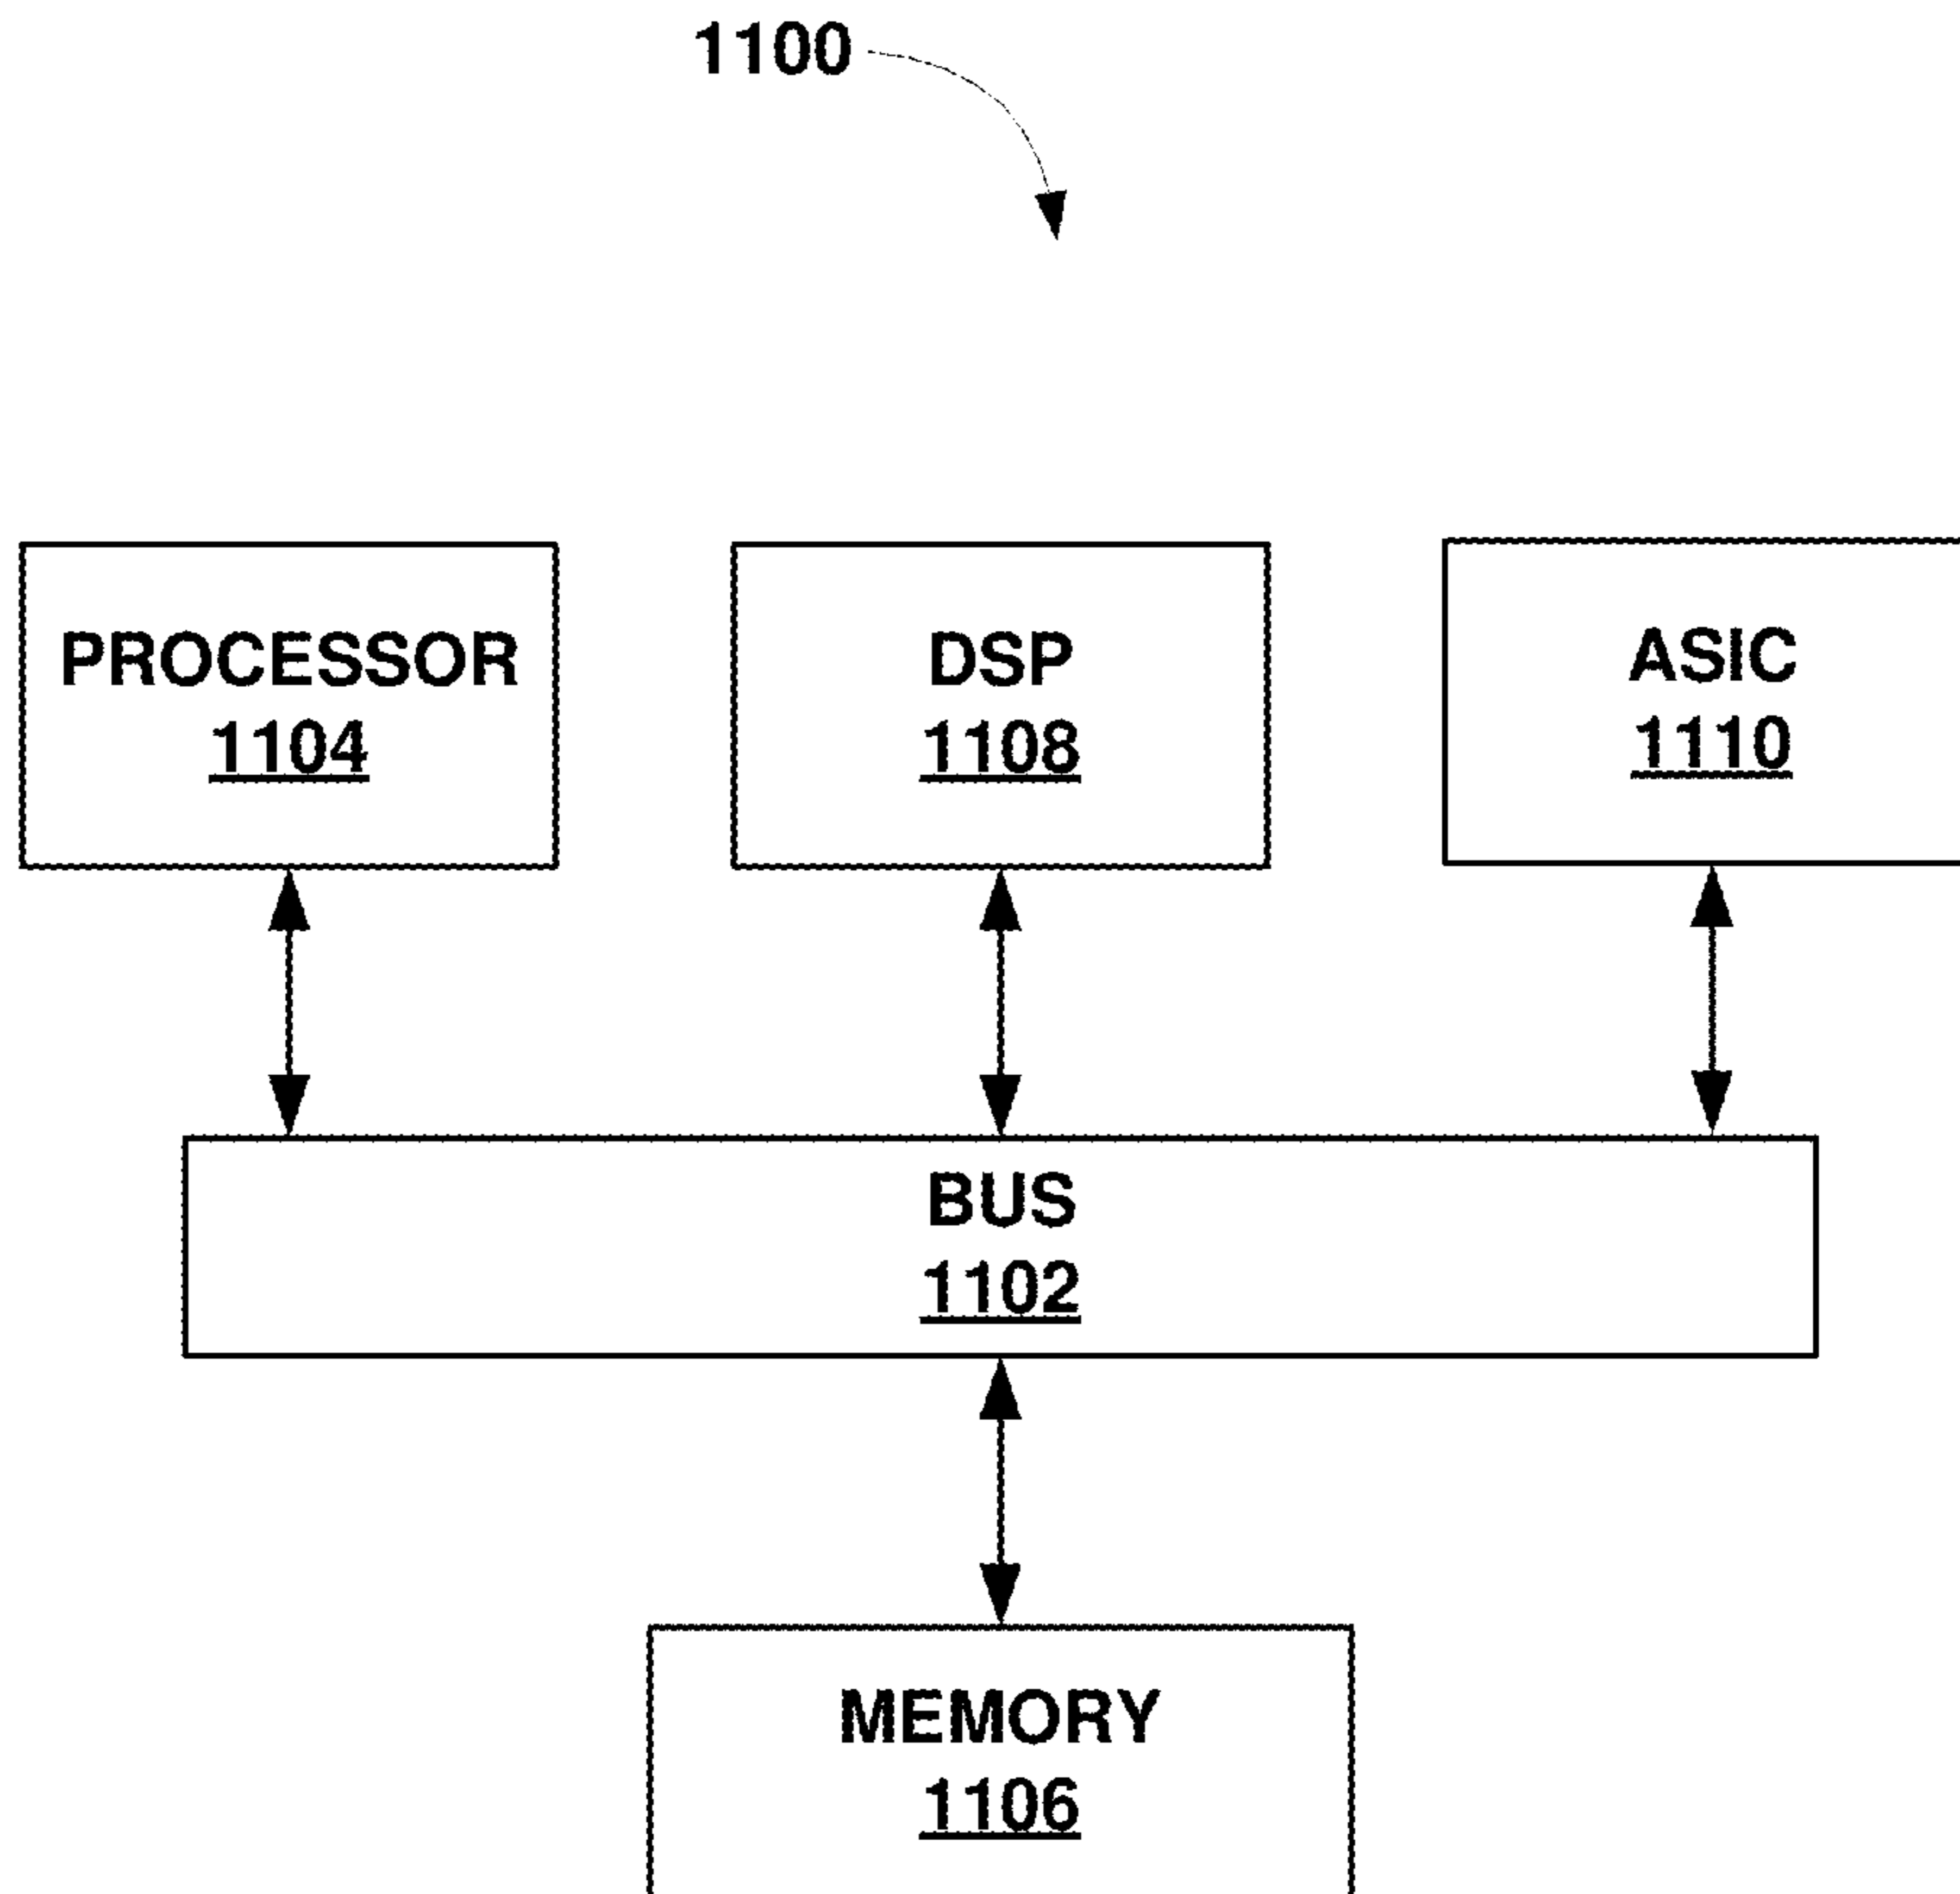 1100
PROCESSOR
1104
DSP
1108
ASIC
1110
BUS
1102
MEMORY
1106